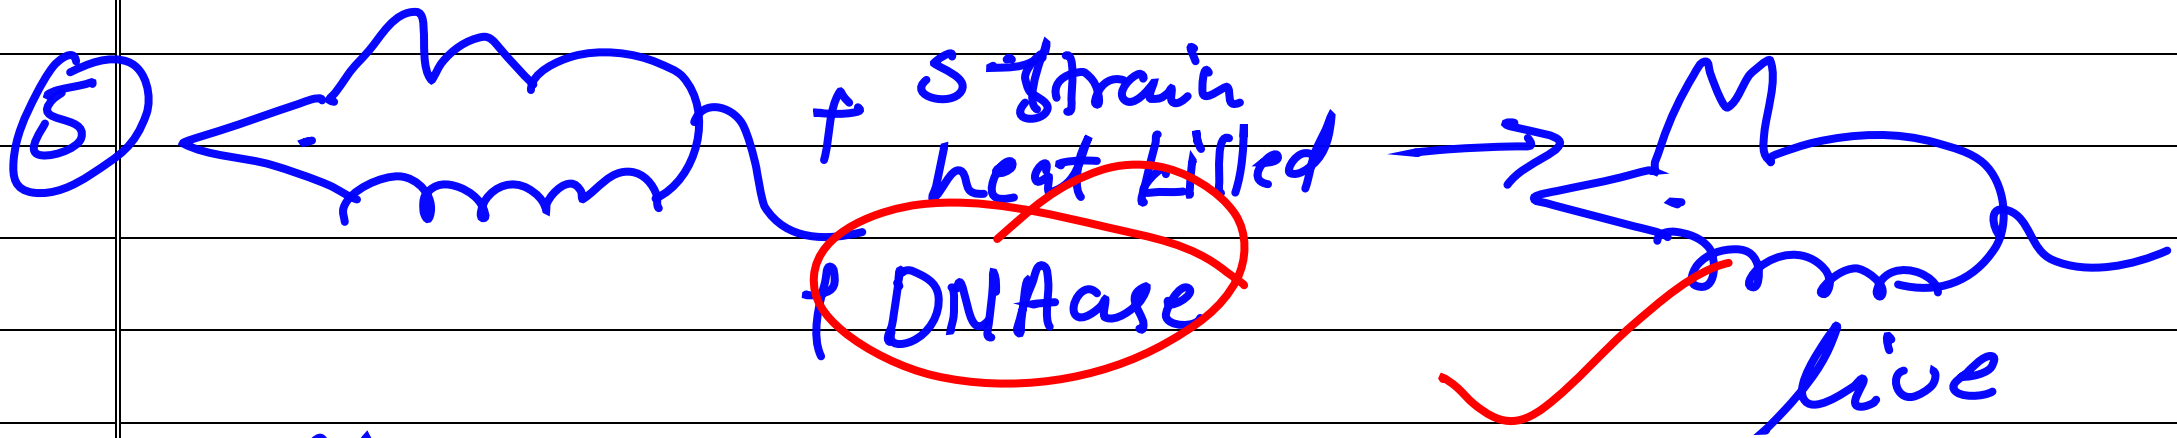 5
+ S-strain
heat killed →
+ DNAase
live